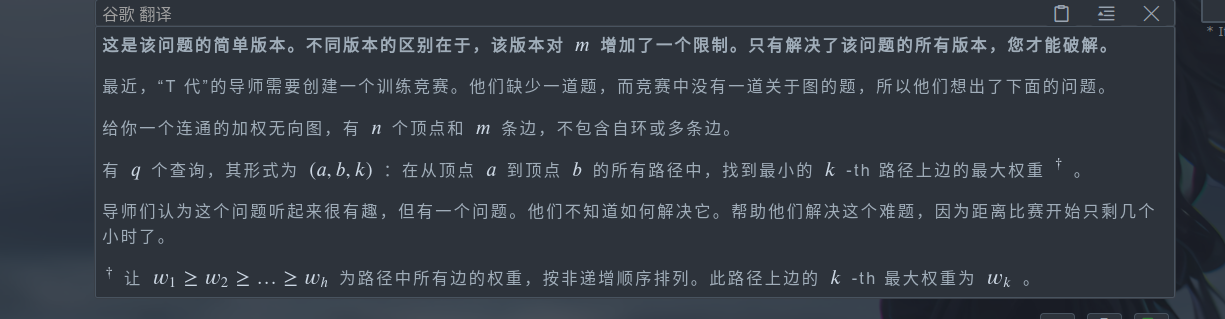 谷歌 翻译
这是该问题的简单版本。不同版本的区别在于，该版本对 m 增加了一个限制。只有解决了该问题的所有版本，您才能破解。
最近，“T 代”的导师需要创建一个训练竞赛。他们缺少一道题，而竞赛中没有一道关于图的题，所以他们想出了下面的问题。
给你一个连通的加权无向图，有 n 个顶点和 m 条边，不包含自环或多条边。
有 q 个查询，其形式为 (a, b, k) ：在从顶点 a 到顶点 b 的所有路径中，找到最小的 k -th 路径上边的最大权重 † 。
导师们认为这个问题听起来很有趣，但有一个问题。他们不知道如何解决它。帮助他们解决这个难题，因为距离比赛开始只剩几个
小时了。
† 让 w₁ ≥ w₂ ≥ … ≥ wₕ 为路径中所有边的权重，按非递增顺序排列。此路径上边的 k -th 最大权重为 wₖ 。